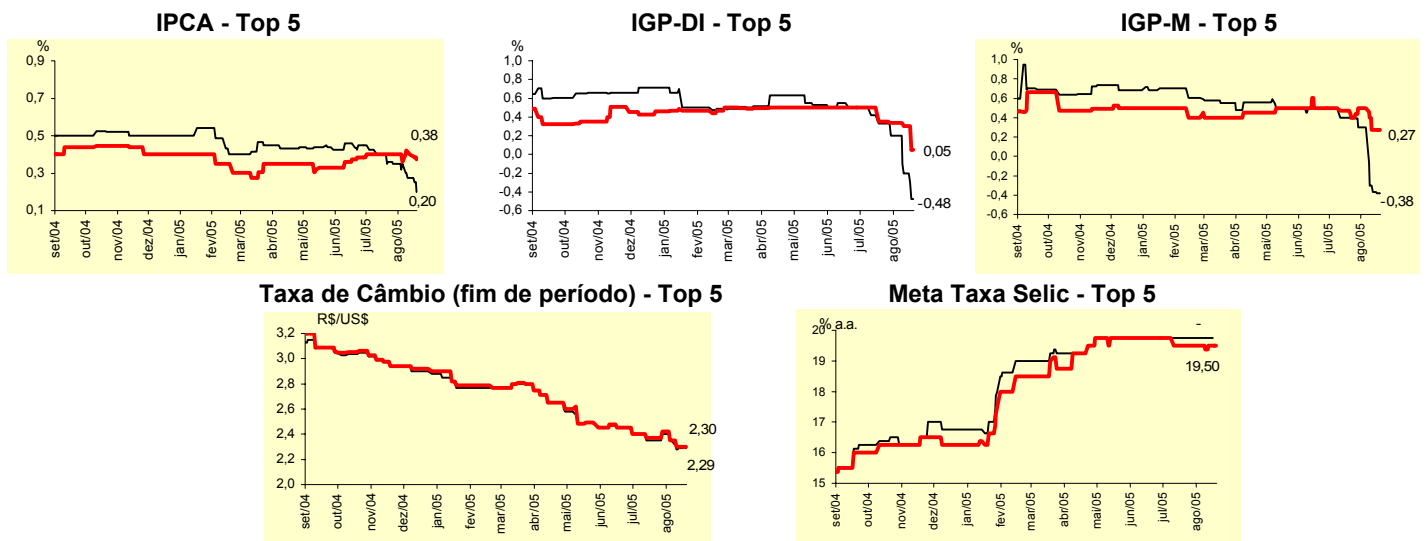 IPCA - Top 5
%
0,9
0,7
0,5
0,3
0,1
0,38
0,20
set/04
out/04
nov/04
dez/04
jan/05
fev/05
mar/05
abr/05
mai/05
jun/05
jul/05
ago/05
IGP-DI - Top 5
%
1,0
0,8
0,6
0,4
0,2
0,0
-0,2
-0,4
-0,6
0,05
-0,48
set/04
out/04
nov/04
dez/04
jan/05
fev/05
mar/05
abr/05
mai/05
jun/05
jul/05
ago/05
IGP-M - Top 5
%
1,0
0,8
0,6
0,4
0,2
0,0
-0,2
-0,4
-0,6
0,27
-0,38
set/04
out/04
nov/04
dez/04
jan/05
fev/05
mar/05
abr/05
mai/05
jun/05
jul/05
ago/05
Taxa de Câmbio (fim de período) - Top 5
R$/US$
3,2
3,0
2,8
2,6
2,4
2,2
2,0
2,30
2,29
set/04
out/04
nov/04
dez/04
jan/05
fev/05
mar/05
abr/05
mai/05
jun/05
jul/05
ago/05
Meta Taxa Selic - Top 5
% a.a.
20
19
18
17
16
15
-
19,50
set/04
out/04
nov/04
dez/04
jan/05
fev/05
mar/05
abr/05
mai/05
jun/05
jul/05
ago/05